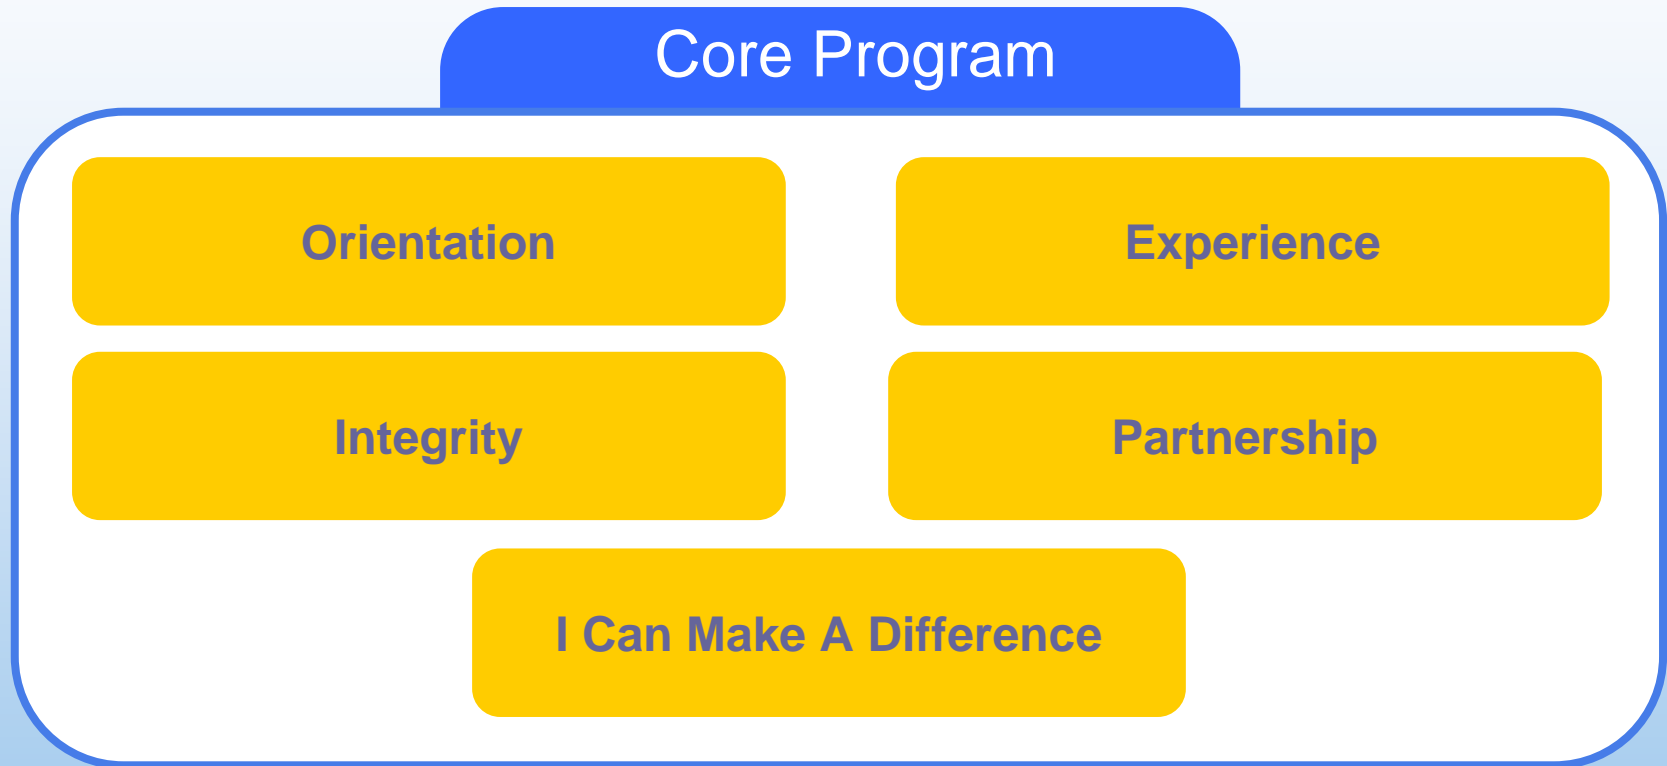 Core Program
Orientation
Experience
Integrity
Partnership
I Can Make A Difference